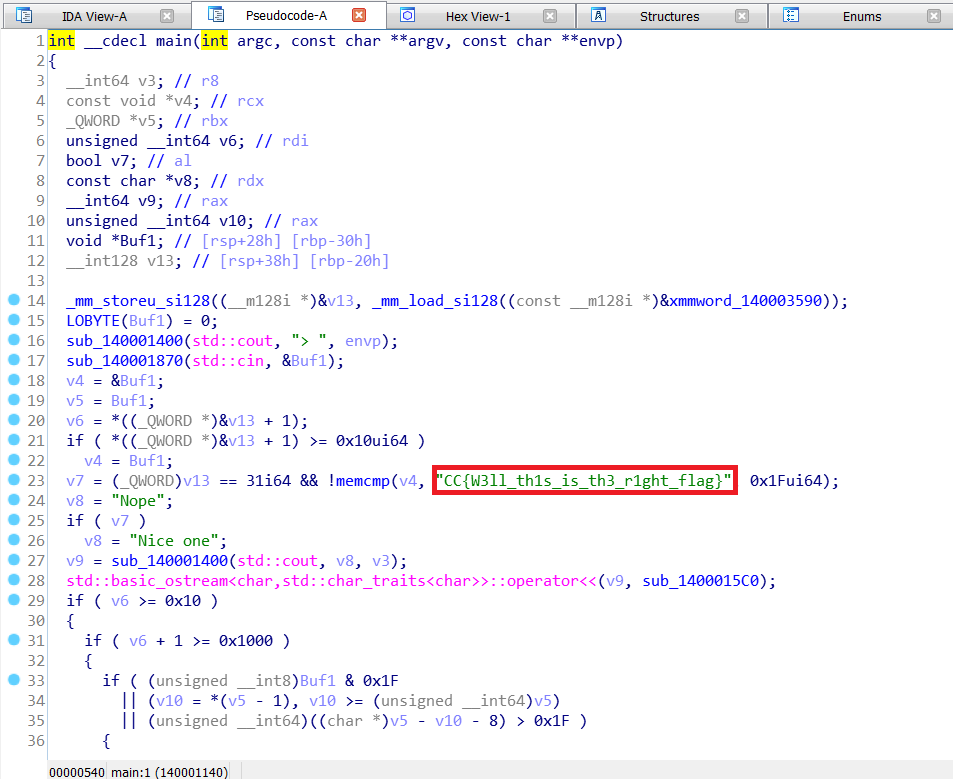 IDA View-A Pseudocode-A Hex View-1 Structures Enums
1 int __cdecl main(int argc, const char **argv, const char **envp)
2 {
3   __int64 v3; // r8
4   const void *v4; // rcx
5   _QWORD *v5; // rbx
6   unsigned __int64 v6; // rdi
7   bool v7; // al
8   const char *v8; // rdx
9   __int64 v9; // rax
10   unsigned __int64 v10; // rax
11   void *Buf1; // [rsp+28h] [rbp-30h]
12   __int128 v13; // [rsp+38h] [rbp-20h]
13
14   _mm_storeu_si128((__m128i *)&v13, _mm_load_si128((const __m128i *)&xmmword_140003590));
15   LOBYTE(Buf1) = 0;
16   sub_140001400(std::cout, "> ", envp);
17   sub_140001870(std::cin, &Buf1);
18   v4 = &Buf1;
19   v5 = Buf1;
20   v6 = *((_QWORD *)&v13 + 1);
21   if ( *((_QWORD *)&v13 + 1) >= 0x10ui64 )
22     v4 = Buf1;
23   v7 = (_QWORD)v13 == 31i64 && !memcmp(v4, "CC{W3ll_th1s_is_th3_r1ght_flag}" 0x1Fui64);
24   v8 = "Nope";
25   if ( v7 )
26     v8 = "Nice one";
27   v9 = sub_140001400(std::cout, v8, v3);
28   std::basic_ostream<char,std::char_traits<char>>::operator<<(v9, sub_1400015C0);
29   if ( v6 >= 0x10 )
30   {
31     if ( v6 + 1 >= 0x1000 )
32     {
33       if ( (unsigned __int8)Buf1 & 0x1F
34         || (v10 = *(v5 - 1), v10 >= (unsigned __int64)v5)
35         || (unsigned __int64)((char *)v5 - v10 - 8) > 0x1F )
36       {
00000540 main:1 (140001140)